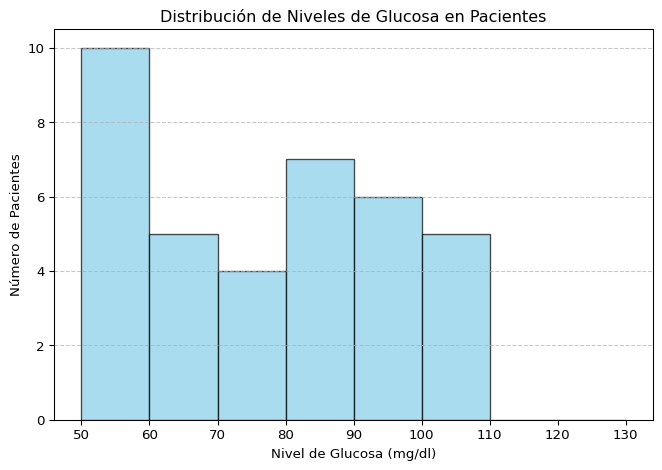 Distribución de Niveles de Glucosa en Pacientes
10
8
6
4
2
0
Número de Pacientes
50 60 70 80 90 100 110 120 130
Nivel de Glucosa (mg/dl)